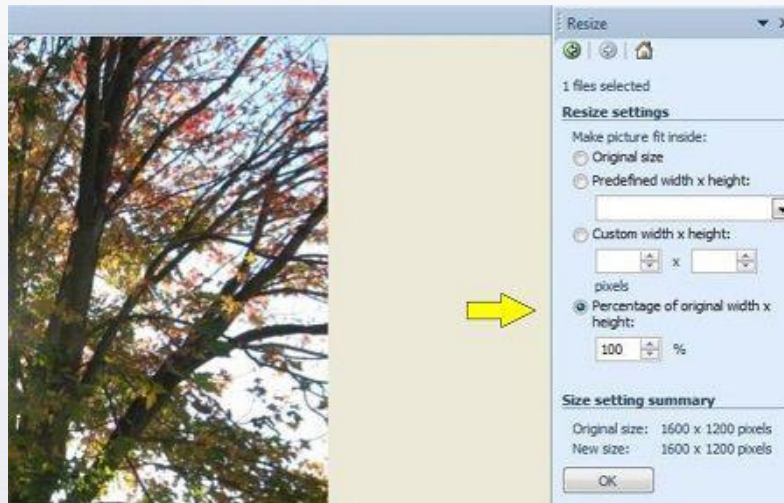 Resize
1 files selected
Resize settings
Make picture fit inside:
Original size
Predefined width x height:
Custom width x height:
x
pixels
Percentage of original width x
height:
100 %
Size setting summary
Original size: 1600 x 1200 pixels
New size: 1600 x 1200 pixels
OK